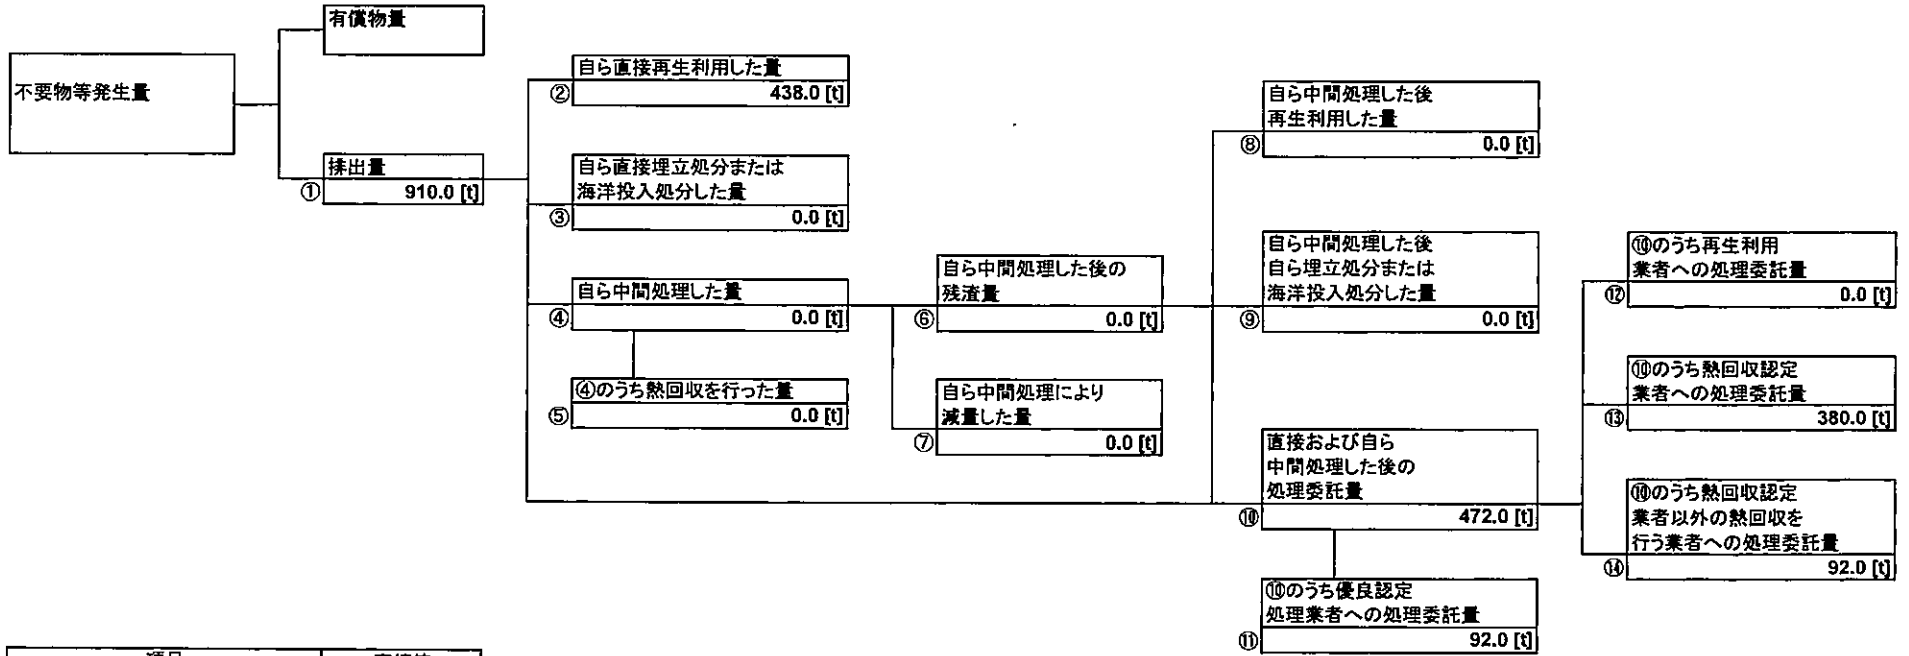 有償物量
不要物等発生量
排出量
① 910.0 [t]
自ら直接再生利用した量
② 438.0 [t]
自ら直接埋立処分または
海洋投入処分した量
③ 0.0 [t]
自ら中間処理した量
④ 0.0 [t]
④のうち熱回収を行った量
⑤ 0.0 [t]
自ら中間処理した後の
残渣量
⑥ 0.0 [t]
自ら中間処理により
減量した量
⑦ 0.0 [t]
自ら中間処理した後
再生利用した量
⑧ 0.0 [t]
自ら中間処理した後
自ら埋立処分または
海洋投入処分した量
⑨ 0.0 [t]
直接および自ら
中間処理した後の
処理委託量
⑩ 472.0 [t]
⑩のうち優良認定
処理業者への処理委託量
⑪ 92.0 [t]
⑩のうち再生利用
業者への処理委託量
⑫ 0.0 [t]
⑩のうち熱回収認定
業者への処理委託量
⑬ 380.0 [t]
⑩のうち熱回収認定
業者以外の熱回収を
行う業者への処理委託量
⑭ 92.0 [t]